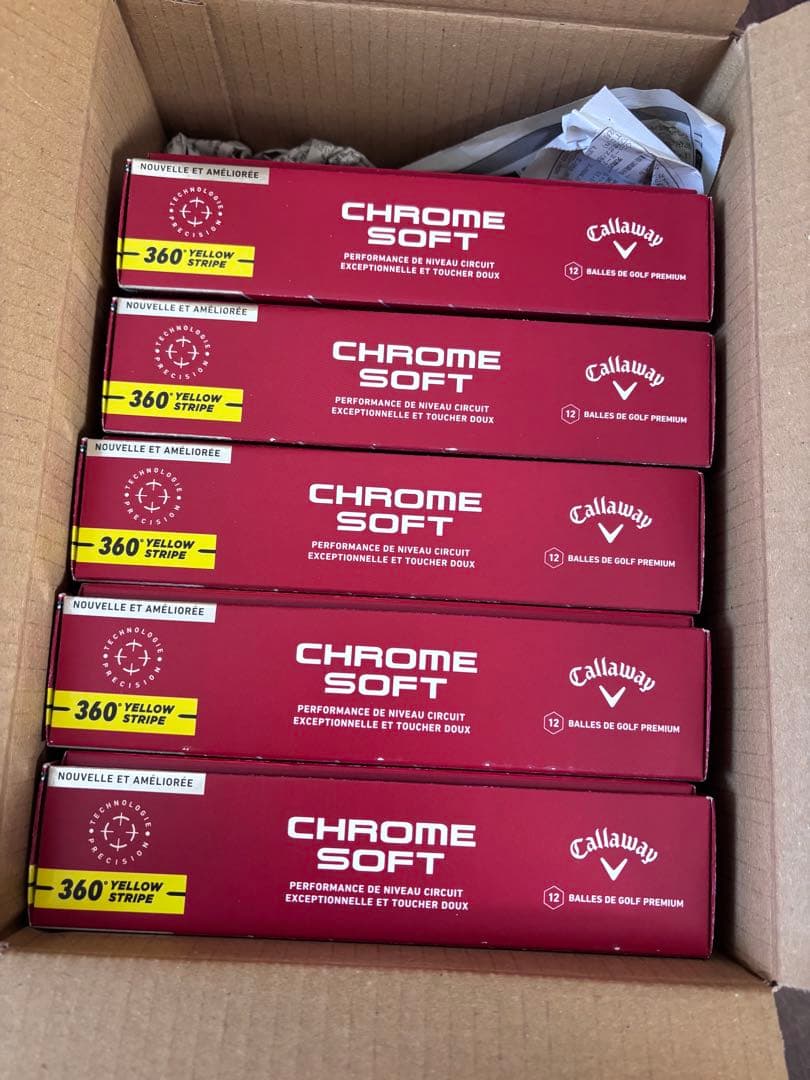 NOUVELLE ET AMÉLIORÉE
TECHNOLOGIE
PRÉCISION
360° YELLOW
STRIPE
CHROME
SOFT
PERFORMANCE DE NIVEAU CIRCUIT
EXCEPTIONNELLE ET TOUCHER DOUX
Callaway
12 BALLES DE GOLF PREMIUM
NOUVELLE ET AMÉLIORÉE
TECHNOLOGIE
PRÉCISION
360° YELLOW
STRIPE
CHROME
SOFT
PERFORMANCE DE NIVEAU CIRCUIT
EXCEPTIONNELLE ET TOUCHER DOUX
Callaway
12 BALLES DE GOLF PREMIUM
NOUVELLE ET AMÉLIORÉE
TECHNOLOGIE
PRÉCISION
360° YELLOW
STRIPE
CHROME
SOFT
PERFORMANCE DE NIVEAU CIRCUIT
EXCEPTIONNELLE ET TOUCHER DOUX
Callaway
12 BALLES DE GOLF PREMIUM
NOUVELLE ET AMÉLIORÉE
TECHNOLOGIE
PRÉCISION
360° YELLOW
STRIPE
CHROME
SOFT
PERFORMANCE DE NIVEAU CIRCUIT
EXCEPTIONNELLE ET TOUCHER DOUX
Callaway
12 BALLES DE GOLF PREMIUM
NOUVELLE ET AMÉLIORÉE
TECHNOLOGIE
PRÉCISION
360° YELLOW
STRIPE
CHROME
SOFT
PERFORMANCE DE NIVEAU CIRCUIT
EXCEPTIONNELLE ET TOUCHER DOUX
Callaway
12 BALLES DE GOLF PREMIUM